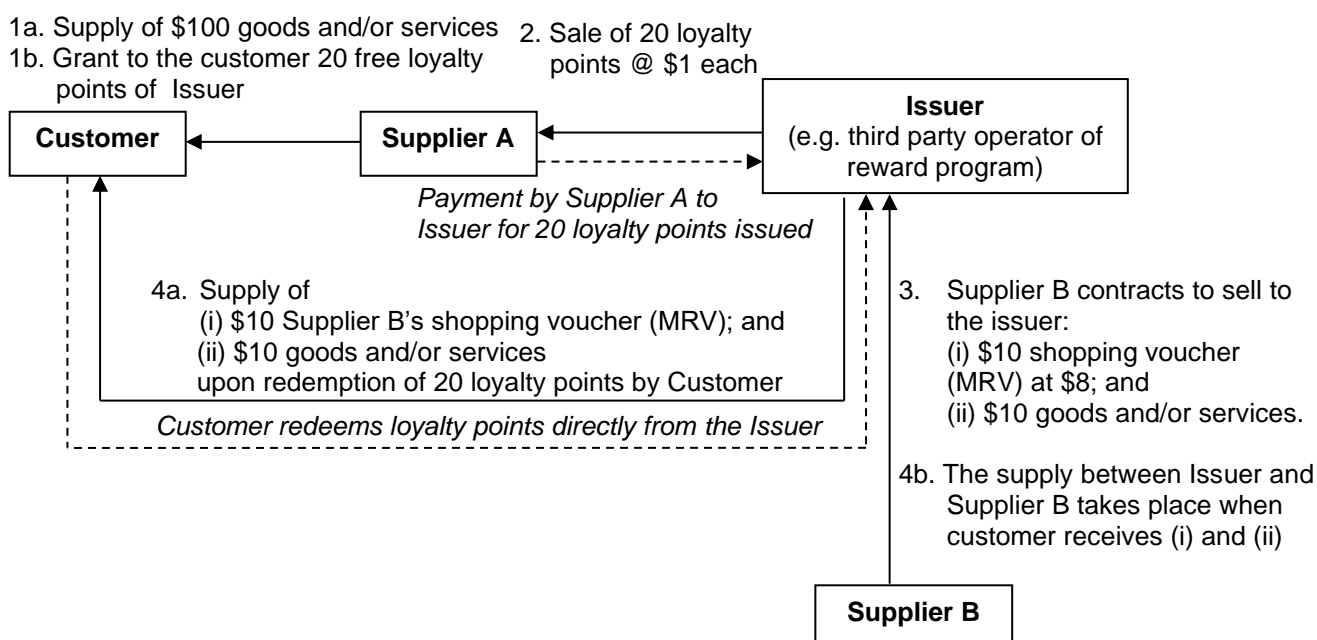 1a. Supply of $100 goods and/or services
1b. Grant to the customer 20 free loyalty
points of Issuer
2. Sale of 20 loyalty
points @ $1 each
Customer
Supplier A
Issuer
(e.g. third party operator of
reward program)
Payment by Supplier A to
Issuer for 20 loyalty points issued
4a. Supply of
(i) $10 Supplier B's shopping voucher (MRV); and
(ii) $10 goods and/or services
upon redemption of 20 loyalty points by Customer
Customer redeems loyalty points directly from the Issuer
3. Supplier B contracts to sell to
the issuer:
(i) $10 shopping voucher
(MRV) at $8; and
(ii) $10 goods and/or services.
4b. The supply between Issuer and
Supplier B takes place when
customer receives (i) and (ii)
Supplier B